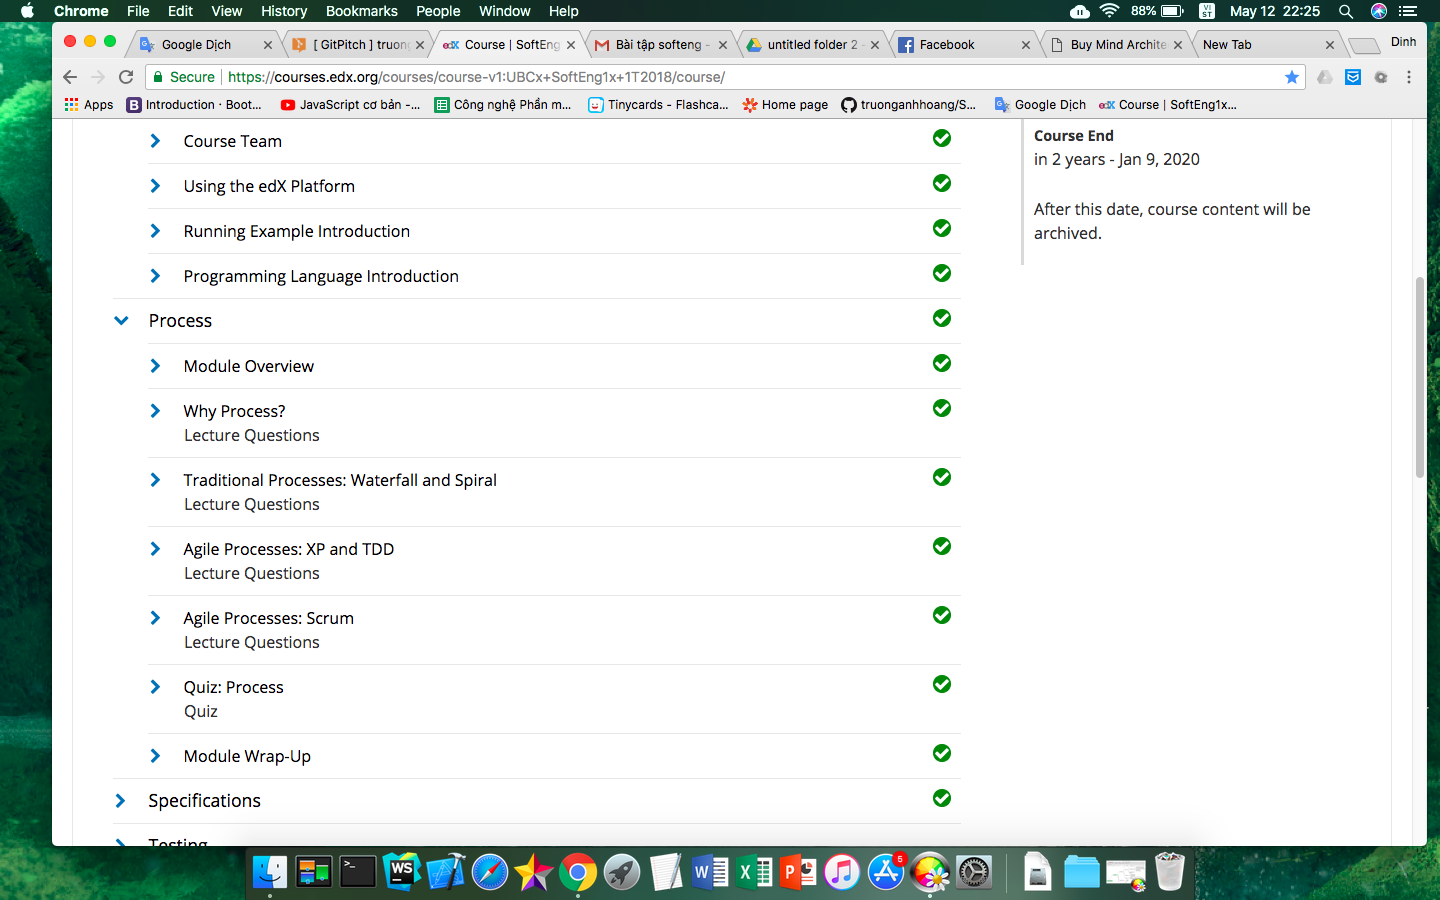 Chrome File Edit View History Bookmarks People Window Help 88% VI ST May 12 22:25
Google Dịch [ GitPitch ] truong Course | SoftEng Bài tập softeng - untitled folder 2 - Facebook Buy Mind Archite New Tab Dinh
Secure https://courses.edx.org/courses/course-v1:UBCx+SoftEng1x+1T2018/course/
Apps Introduction · Boot... JavaScript cơ bản -... Công nghệ Phần m... Tinycards - Flashca... Home page truonganhhoang/S... Google Dịch Course | SoftEng1x...
Course Team
Using the edX Platform
Running Example Introduction
Programming Language Introduction
Process
Module Overview
Why Process?
Lecture Questions
Traditional Processes: Waterfall and Spiral
Lecture Questions
Agile Processes: XP and TDD
Lecture Questions
Agile Processes: Scrum
Lecture Questions
Quiz: Process
Quiz
Module Wrap-Up
Specifications
Testing
Course End
in 2 years - Jan 9, 2020
After this date, course content will be
archived.
WS W X P 5